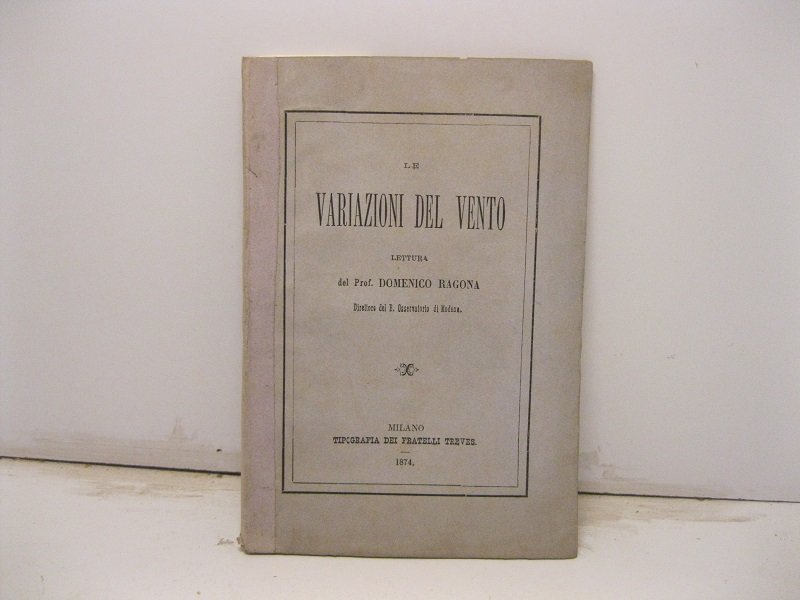 LE
VARIAZIONI DEL VENTO
LETTURA
del Prof. DOMENICO RAGONA
Direttore del R. Osservatorio di Modena.
MILANO
TIPOGRAFIA DEI FRATELLI TREVES.
1874.